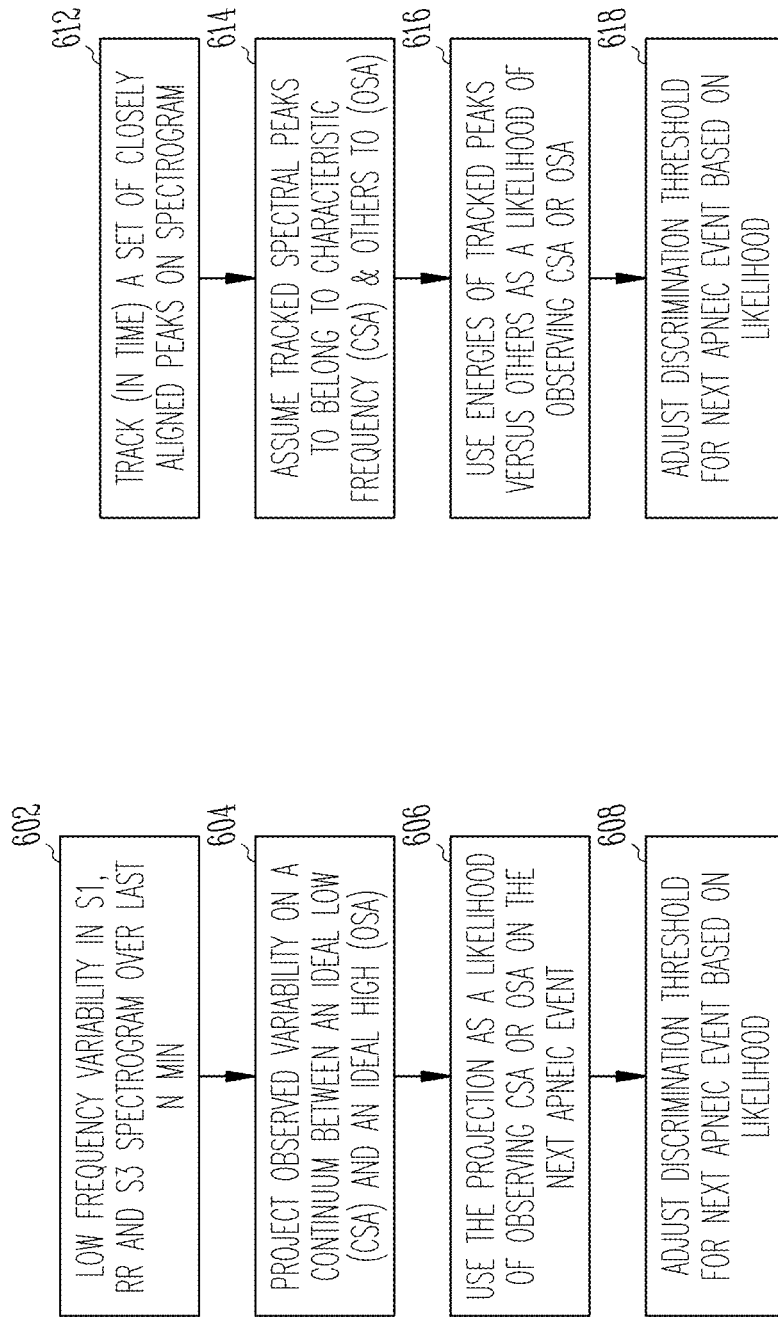 602
LOW FREQUENCY VARIABILITY IN S1,
RR AND S3 SPECTROGRAM OVER LAST
N MIN
604
PROJECT OBSERVED VARIABILITY ON A
CONTINUUM BETWEEN AN IDEAL LOW
(CSA) AND AN IDEAL HIGH (OSA)
606
USE THE PROJECTION AS A LIKELIHOOD
OF OBSERVING CSA OR OSA ON THE
NEXT APNEIC EVENT
608
ADJUST DISCRIMINATION THRESHOLD
FOR NEXT APNEIC EVENT BASED ON
LIKELIHOOD
612
TRACK (IN TIME) A SET OF CLOSELY
ALIGNED PEAKS ON SPECTROGRAM
614
ASSUME TRACKED SPECTRAL PEAKS
TO BELONG TO CHARACTERISTIC
FREQUENCY (CSA) & OTHERS TO (OSA)
616
USE ENERGIES OF TRACKED PEAKS
VERSUS OTHERS AS A LIKELIHOOD OF
OBSERVING CSA OR OSA
618
ADJUST DISCRIMINATION THRESHOLD
FOR NEXT APNEIC EVENT BASED ON
LIKELIHOOD